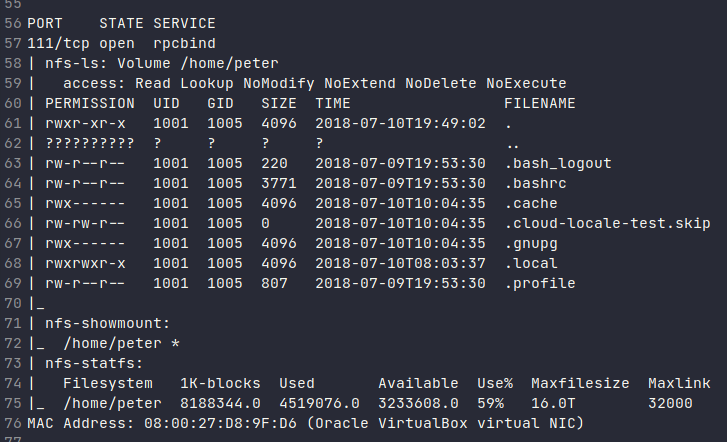 55
56 PORT    STATE SERVICE
57 111/tcp open  rpcbind
58 | nfs-ls: Volume /home/peter
59 |   access: Read Lookup NoModify NoExtend NoDelete NoExecute
60 | PERMISSION  UID   GID   SIZE  TIME                 FILENAME
61 | rwxr-xr-x   1001  1005  4096  2018-07-10T19:49:02  .
62 | ??????????  ?     ?     ?     ?                    ..
63 | rw-r--r--   1001  1005  220   2018-07-09T19:53:30  .bash_logout
64 | rw-r--r--   1001  1005  3771  2018-07-09T19:53:30  .bashrc
65 | rwx------   1001  1005  4096  2018-07-10T10:04:35  .cache
66 | rw-rw-r--   1001  1005  0     2018-07-10T10:04:35  .cloud-locale-test.skip
67 | rwx------   1001  1005  4096  2018-07-10T10:04:35  .gnupg
68 | rwxrwxr-x   1001  1005  4096  2018-07-10T08:03:37  .local
69 | rw-r--r--   1001  1005  807   2018-07-09T19:53:30  .profile
70 |_
71 | nfs-showmount:
72 |_  /home/peter *
73 | nfs-statfs:
74 |   Filesystem   1K-blocks  Used       Available  Use%  Maxfilesize  Maxlink
75 |_  /home/peter  8188344.0  4519076.0  3233608.0  59%   16.0T        32000
76 MAC Address: 08:00:27:D8:9F:D6 (Oracle VirtualBox virtual NIC)
77